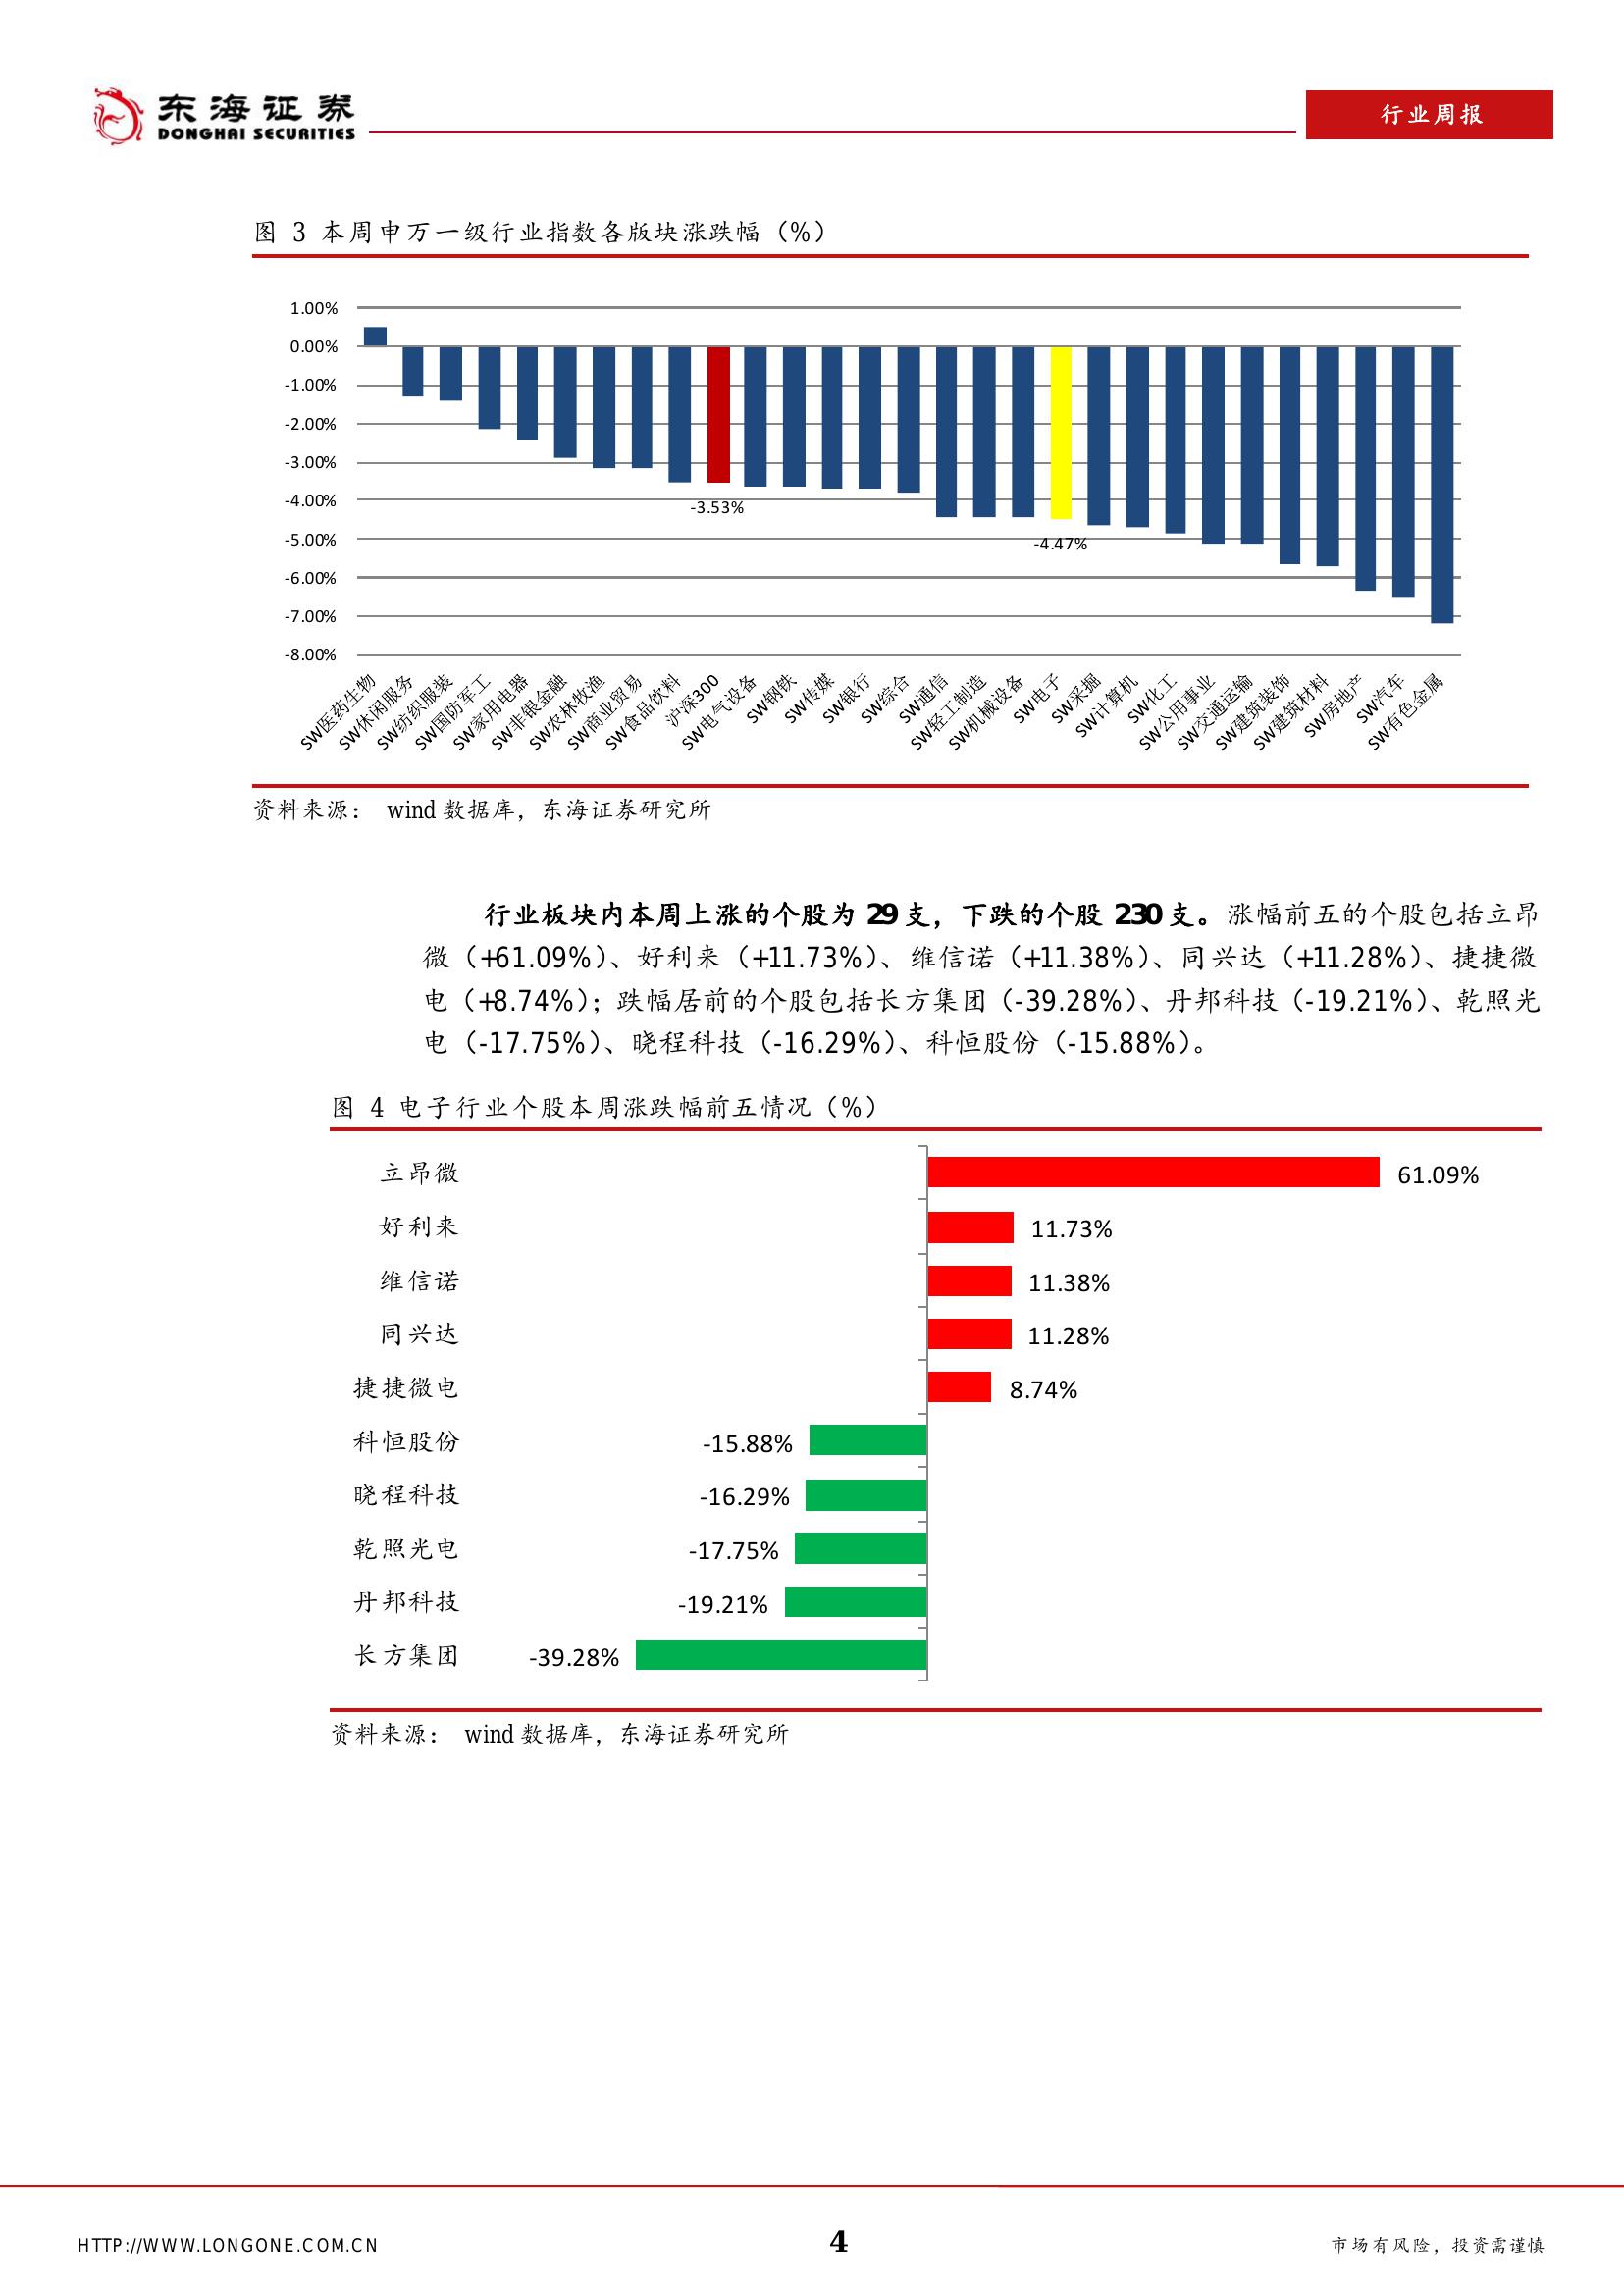 东海证券
DONGHAI SECURITIES
行业周报
图 3 本周申万一级行业指数各版块涨跌幅（%）
1.00%
0.00%
-1.00%
-2.00%
-3.00%
-4.00%
-5.00%
-6.00%
-7.00%
-8.00%
-3.53%
-4.47%
SW医药生物
SW休闲服务
SW纺织服装
SW国防军工
SW家用电器
SW非银金融
SW农林牧渔
SW商业贸易
SW食品饮料
沪深300
SW电气设备
SW钢铁
SW传媒
SW银行
SW综合
SW通信
SW轻工制造
SW机械设备
SW电子
SW采掘
SW计算机
SW化工
SW公用事业
SW交通运输
SW建筑装饰
SW建筑材料
SW房地产
SW汽车
SW有色金属
资料来源： wind 数据库，东海证券研究所
行业板块内本周上涨的个股为 29 支，下跌的个股 230 支。涨幅前五的个股包括立昂
微（+61.09%）、好利来（+11.73%）、维信诺（+11.38%）、同兴达（+11.28%）、捷捷微
电（+8.74%）；跌幅居前的个股包括长方集团（-39.28%）、丹邦科技（-19.21%）、乾照光
电（-17.75%）、晓程科技（-16.29%）、科恒股份（-15.88%）。
图 4 电子行业个股本周涨跌幅前五情况（%）
立昂微 61.09%
好利来 11.73%
维信诺 11.38%
同兴达 11.28%
捷捷微电 8.74%
科恒股份 -15.88%
晓程科技 -16.29%
乾照光电 -17.75%
丹邦科技 -19.21%
长方集团 -39.28%
资料来源： wind 数据库，东海证券研究所
HTTP://WWW.LONGONE.COM.CN
4
市场有风险，投资需谨慎